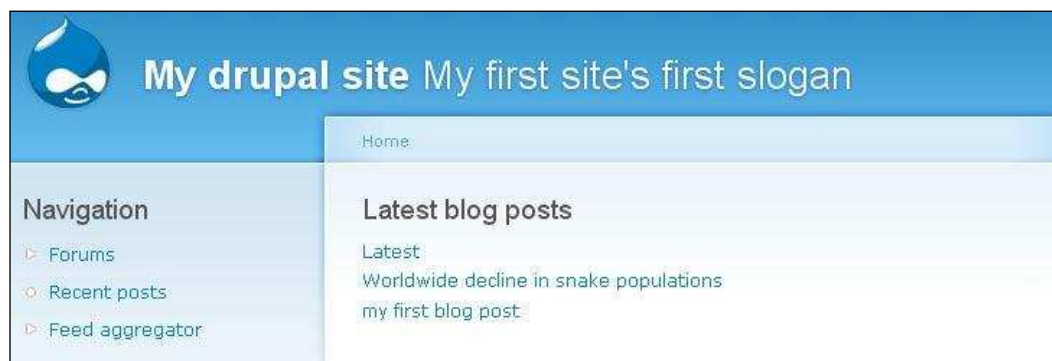 My drupal site My first site's first slogan
Home
Navigation
Forums
Recent posts
Feed aggregator
Latest blog posts
Latest
Worldwide decline in snake populations
my first blog post